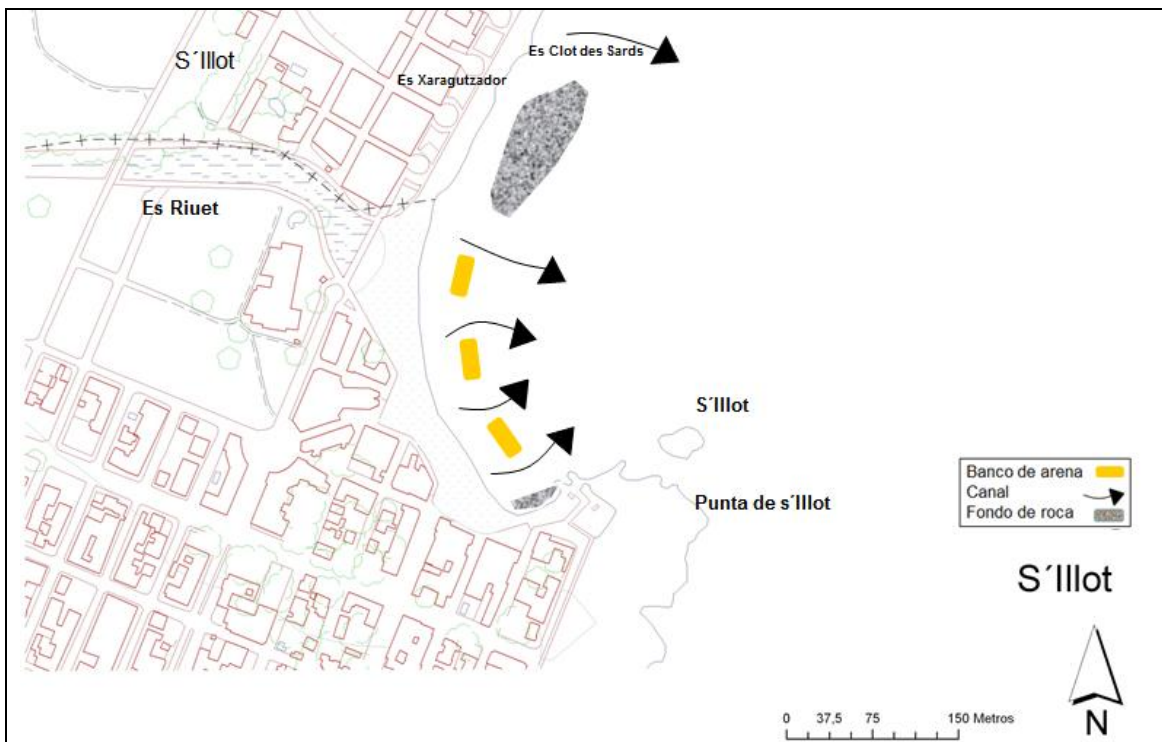 Es Clot des Sards
S´Illot
Es Xaragutzador
Es Riuet
S´Illot
Punta de s´Illot
Banco de arena
Canal
Fondo de roca
S´Illot
N
0 37,5 75 150 Metros